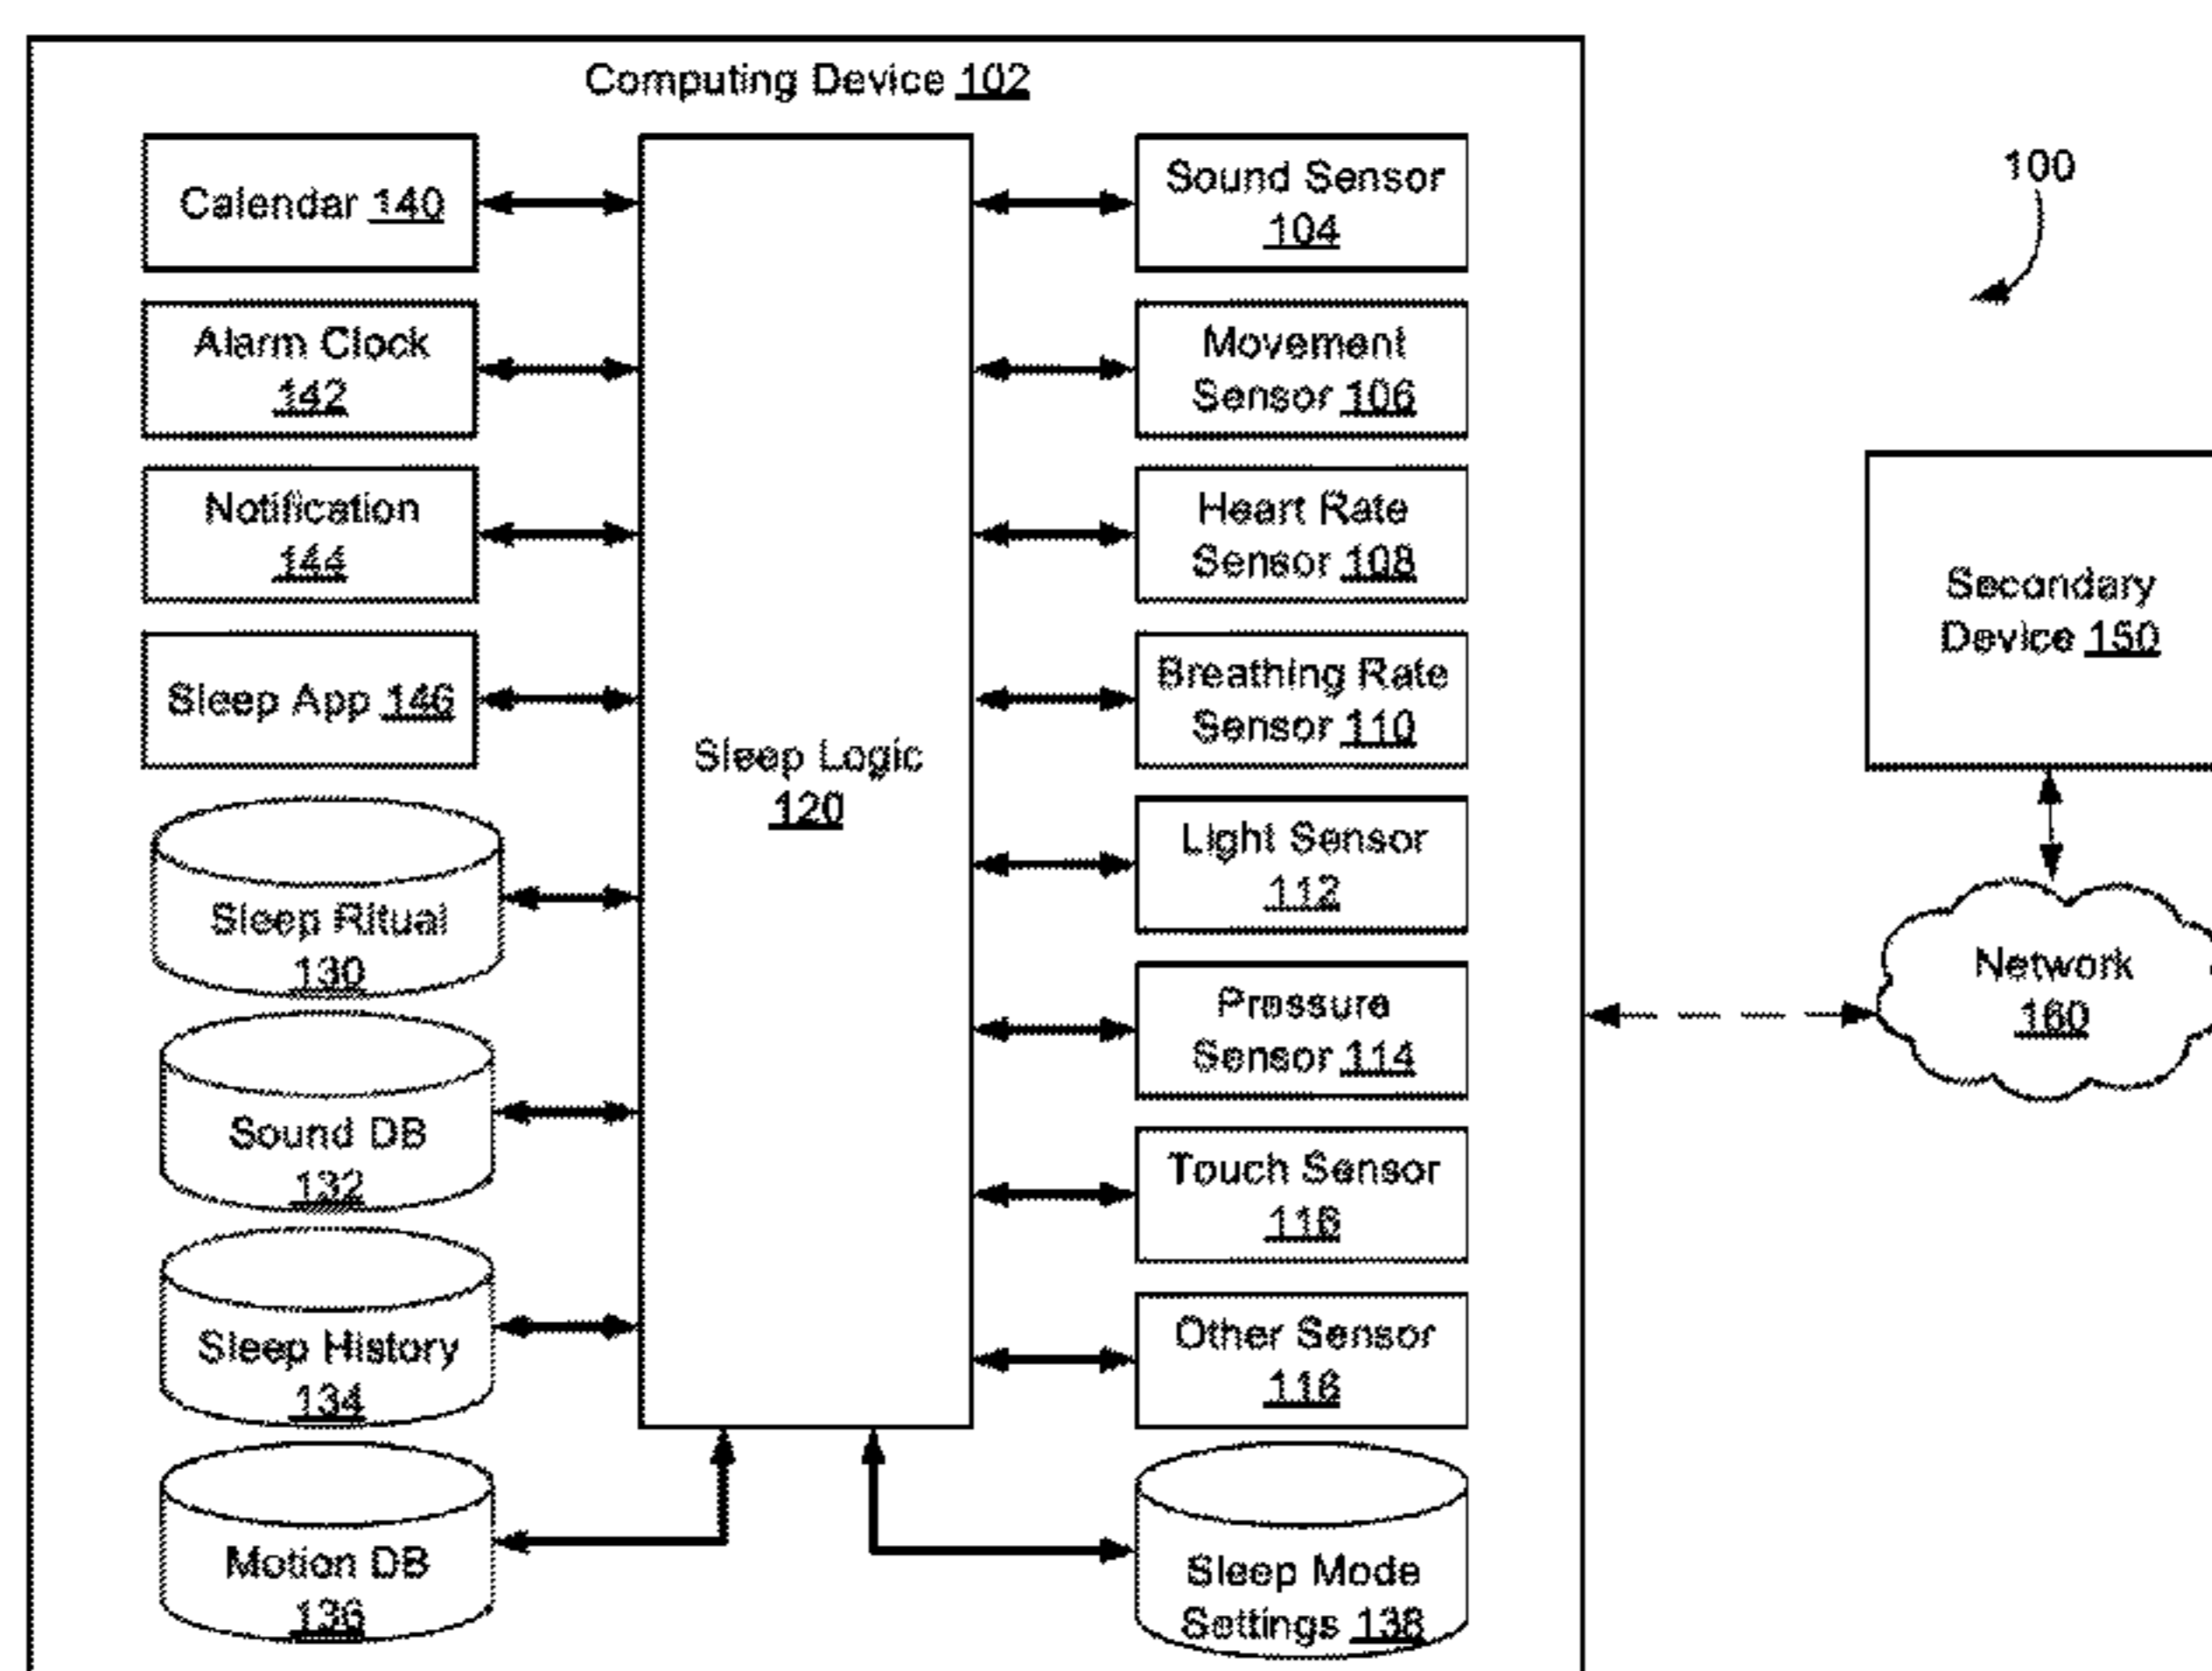 Computing Device 102
Calendar 140
Alarm Clock
142
Notification
144
Sleep App 146
Sleep Ritual
130
Sound DB
132
Sleep History
134
Motion DB
136
Sleep Logic
120
Sound Sensor
104
Movement
Sensor 106
Heart Rate
Sensor 108
Breathing Rate
Sensor 110
Light Sensor
112
Pressure
Sensor 114
Touch Sensor
116
Other Sensor
116
Sleep Mode
Settings 138
100
Secondary
Device 150
Network
160